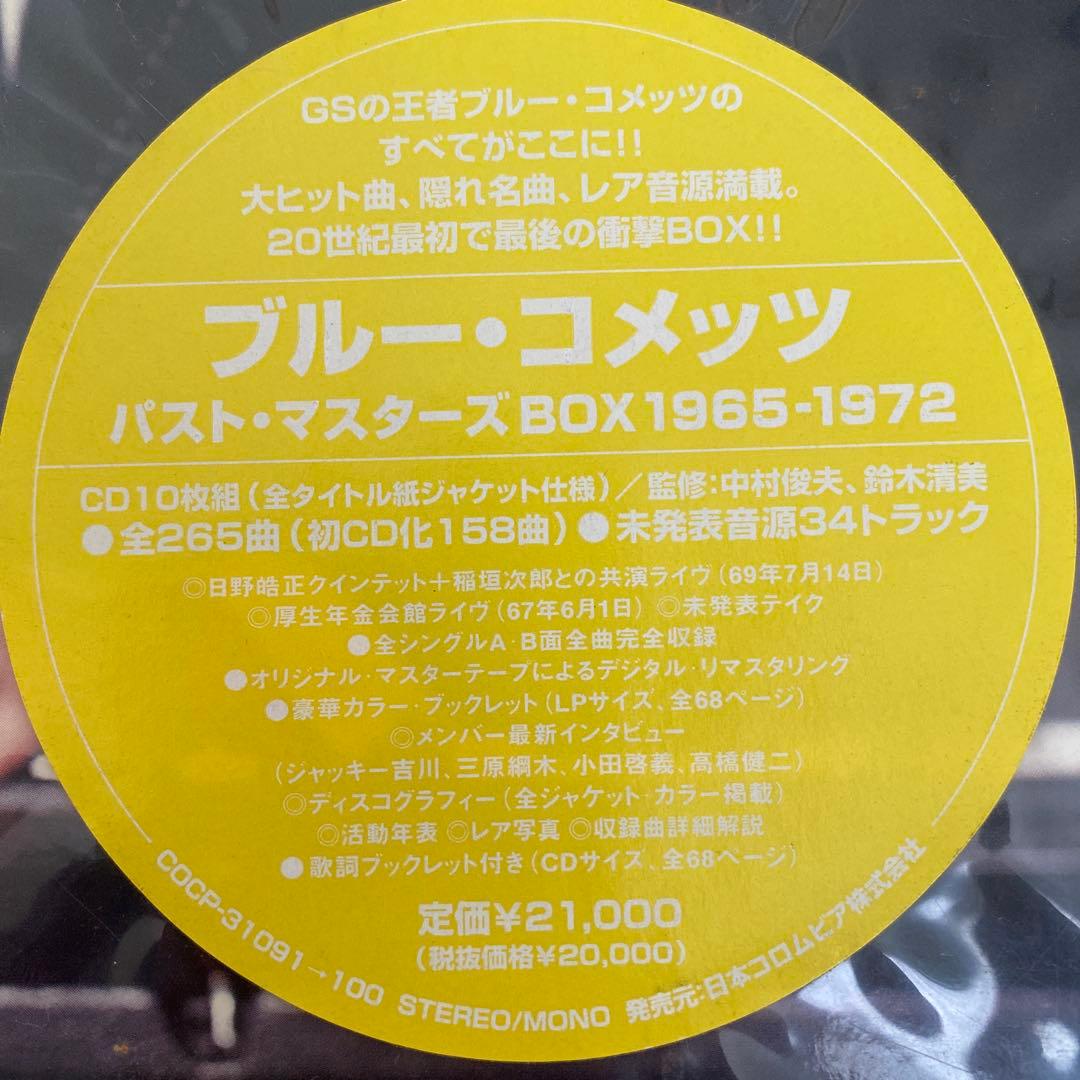 GSの王者ブルー・コメッツの
すべてがここに!!
大ヒット曲、隠れ名曲、レア音源満載。
20世紀最初で最後の衝撃BOX!!
ブルー・コメッツ
パスト・マスターズBOX1965-1972
CD10枚組(全タイトル紙ジャケット仕様)/監修:中村俊夫、鈴木清美
●全265曲(初CD化158曲)●未発表音源34トラック
◎日野皓正クインテット+稲垣次郎との共演ライヴ(69年7月14日)
◎厚生年金会館ライヴ(67年6月1日) ◎未発表テイク
●全シングルA・B面全曲完全収録
●オリジナル・マスターテープによるデジタル・リマスタリング
●豪華カラー・ブックレット(LPサイズ、全68ページ)
◎メンバー最新インタビュー
(ジャッキー吉川、三原綱木、小田啓義、高橋健二)
◎ディスコグラフィー(全ジャケット・カラー掲載)
◎活動年表 ◎レア写真 ◎収録曲詳細解説
●歌詞ブックレット付き(CDサイズ、全68ページ)
定価¥21,000
(税抜価格¥20,000)
COCP-31091→100 STEREO/MONO 発売元:日本コロムビア株式会社